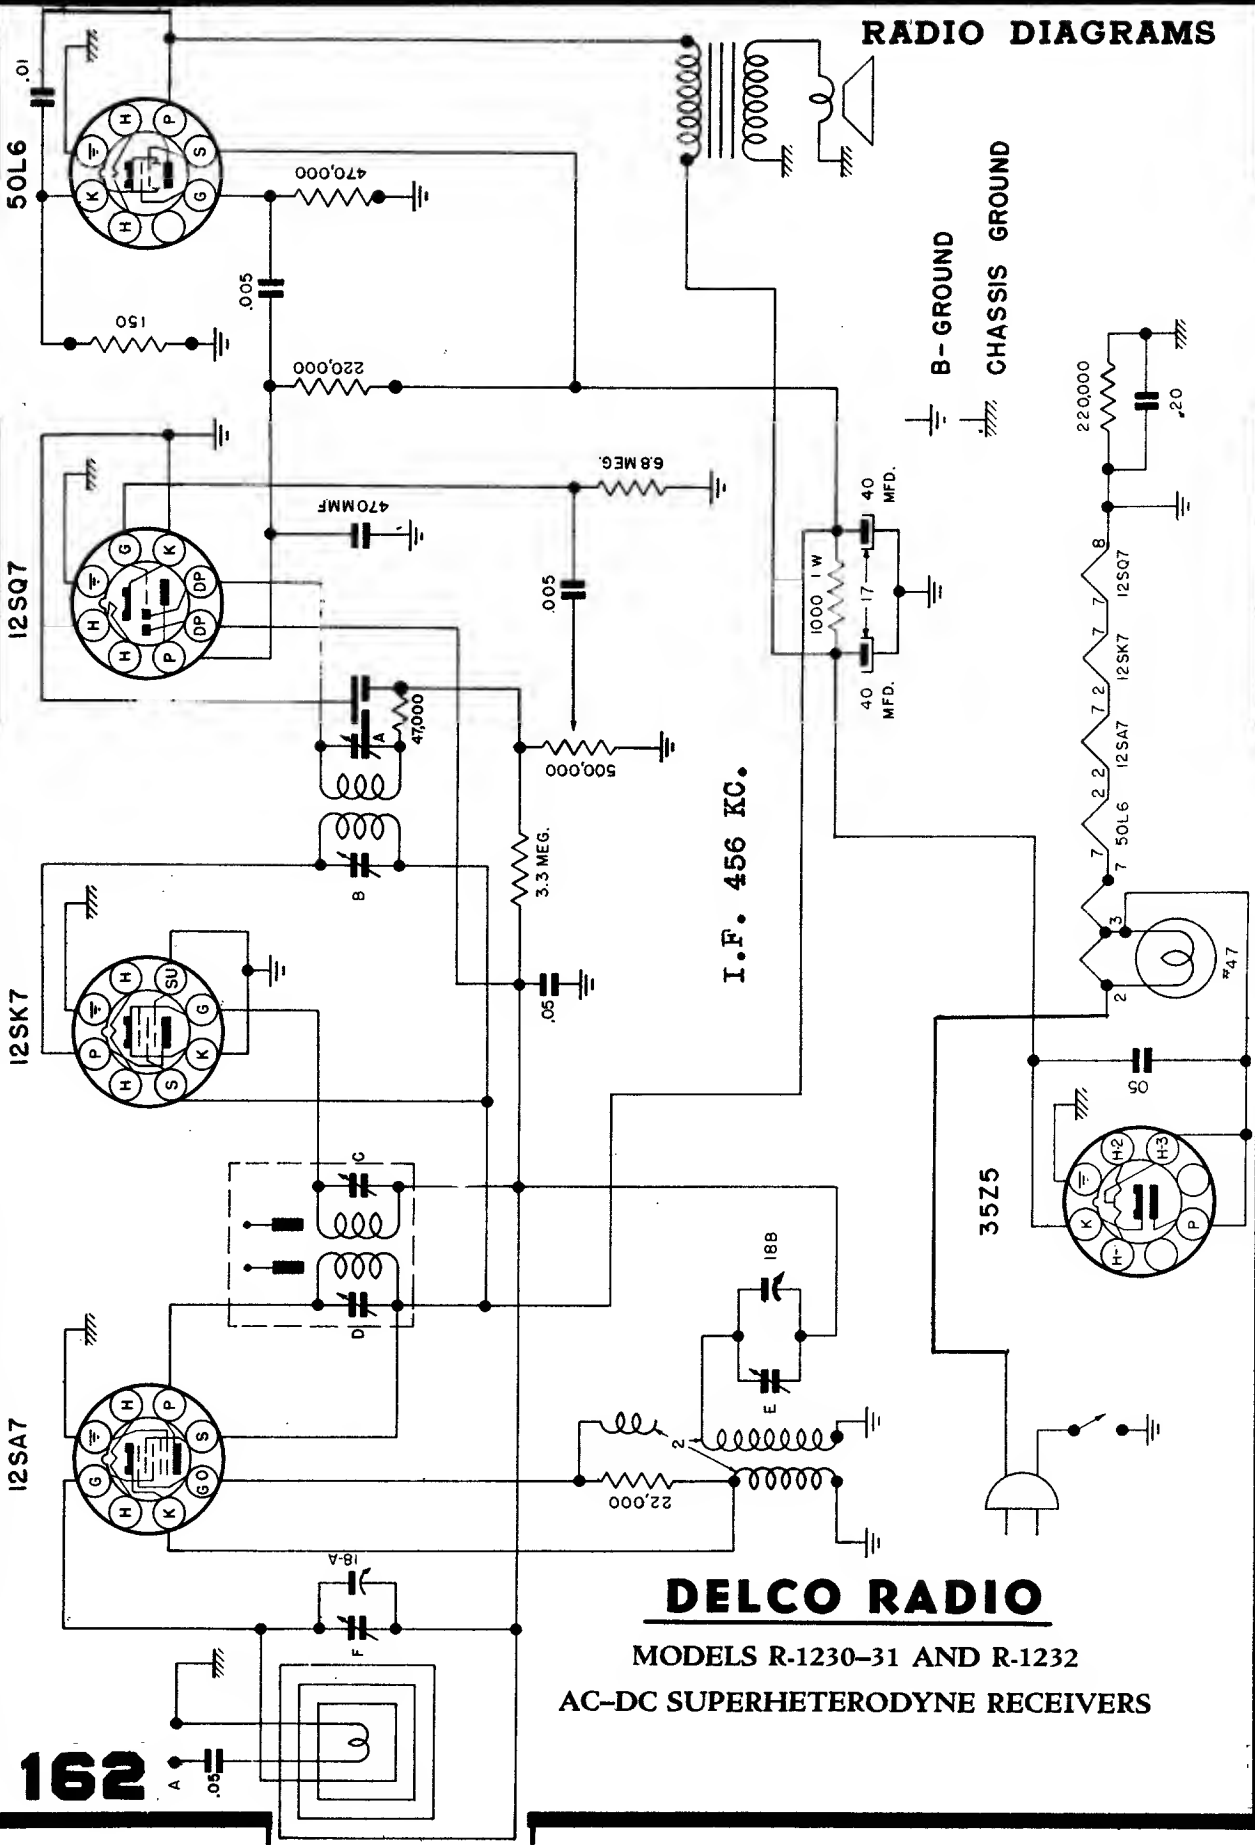 RADIO DIAGRAMS
50L6
.01
H
P
K
S
H
G
470,000
150
.005
220,000
12SQ7
G
K
H
DP
H
DP
P
470 MMF
6.8 MEG.
.005
47,000
A
B
500,000
3.3 MEG.
12SK7
H
SU
P
G
H
K
S
.05
I.F. 456 KC.
B- GROUND
CHASSIS GROUND
1000 1 W
17
40 MFD.
40 MFD.
220,000
.20
8
12SQ7
7
7
12SK7
2
7
12SA7
2
2
50L6
7
7
3
2
#47
05
35Z5
H-2
H-3
K
H-
P
C
D
12SA7
H
P
G
S
H
GO
K
18B
E
2
22,000
18-A
F
A
.05
DELCO RADIO
MODELS R-1230-31 AND R-1232
AC-DC SUPERHETERODYNE RECEIVERS
162